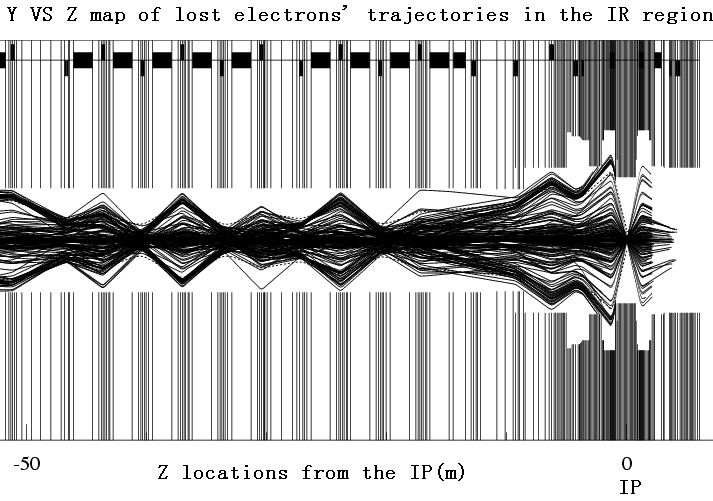 Y VS Z map of lost electrons' trajectories in the IR region
-50
0
Z locations from the IP(m)
IP